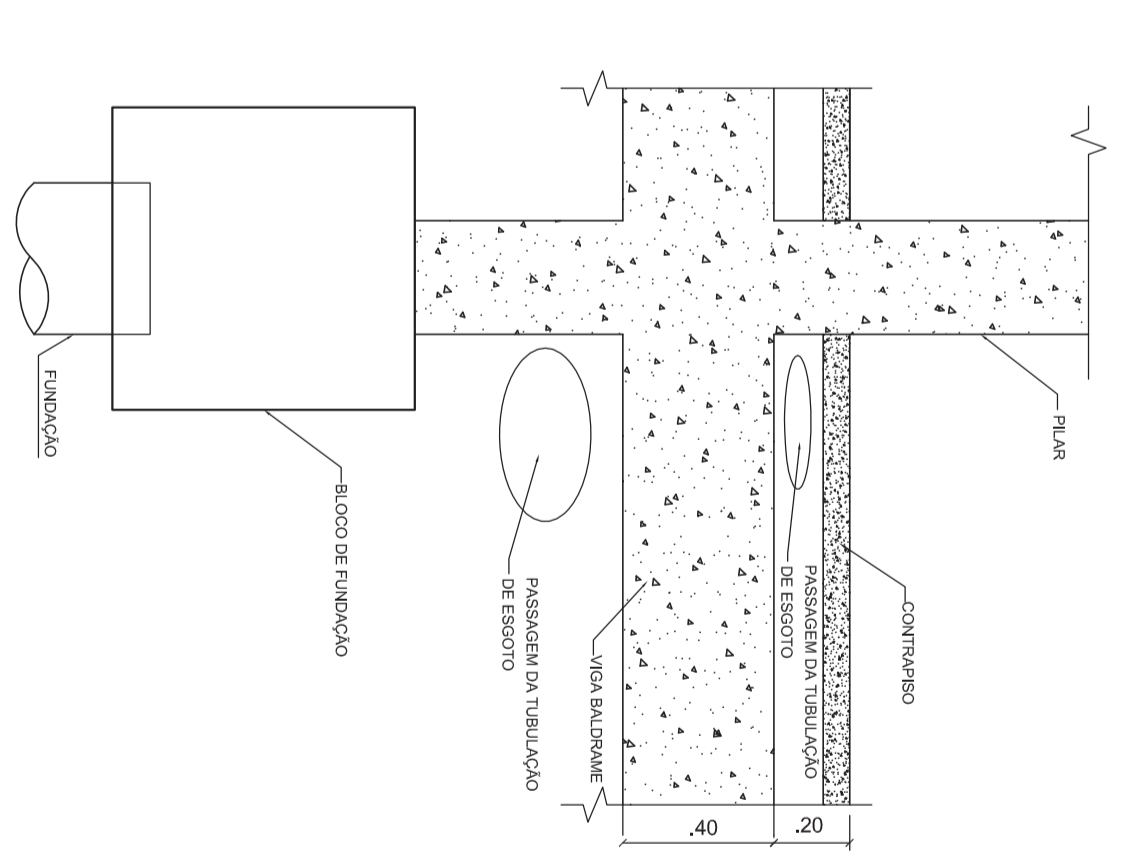 PILAR
CONTRAPISO
PASSAGEM DA TUBULAÇÃO
DE ESGOTO
.20
.40
VIGA BALDRAME
PASSAGEM DA TUBULAÇÃO
DE ESGOTO
BLOCO DE FUNDAÇÃO
FUNDAÇÃO